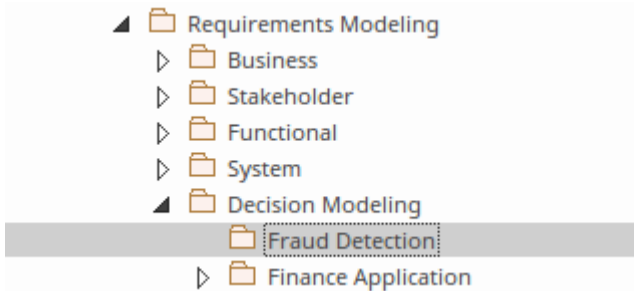 Requirements Modeling
Business
Stakeholder
Functional
System
Decision Modeling
Fraud Detection
Finance Application